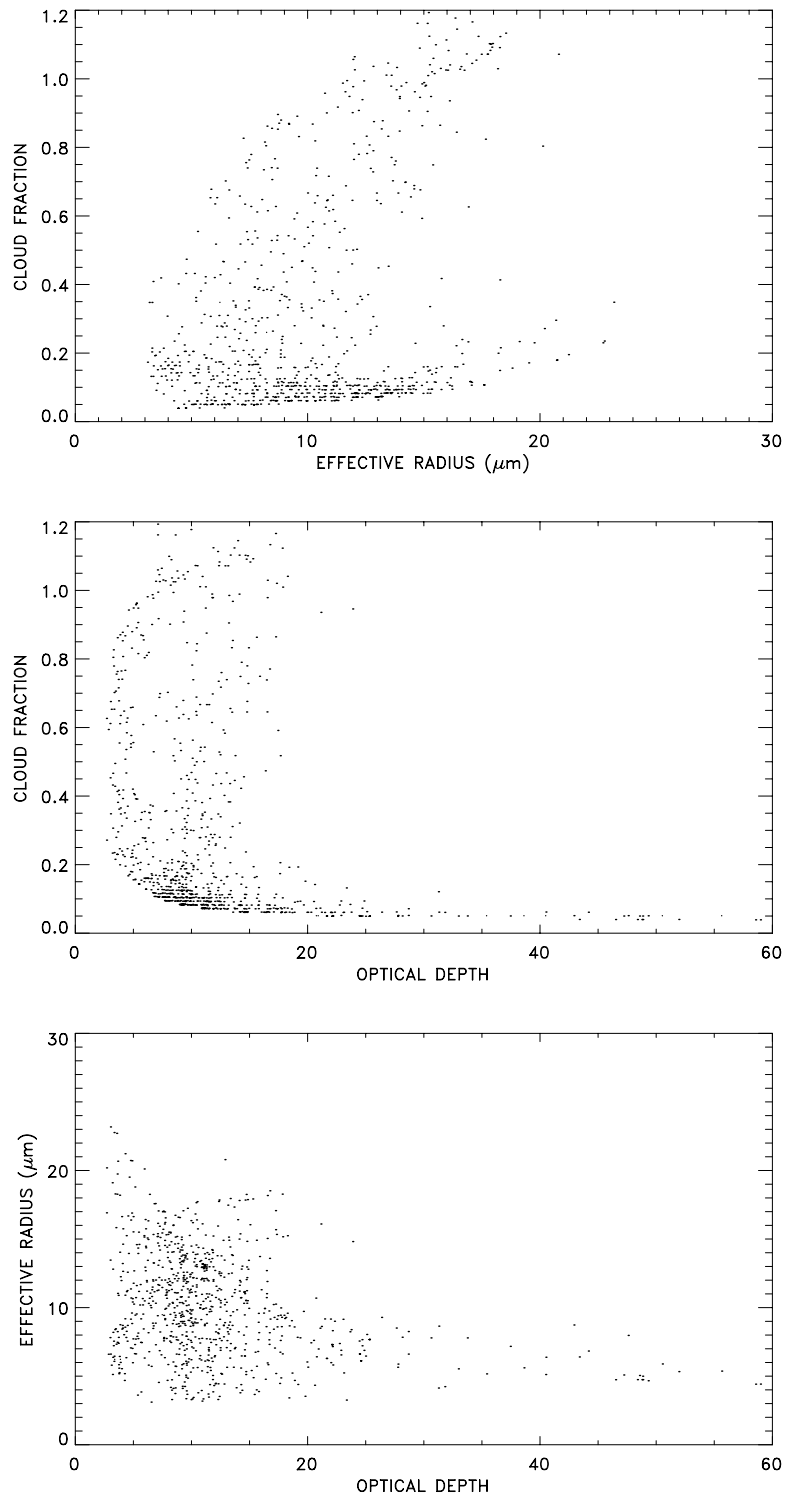 1.2
1.0
0.8
0.6
0.4
0.2
0.0
CLOUD FRACTION
0 10 20 30
EFFECTIVE RADIUS (μm)
1.2
1.0
0.8
0.6
0.4
0.2
0.0
CLOUD FRACTION
0 20 40 60
OPTICAL DEPTH
30
20
10
0
EFFECTIVE RADIUS (μm)
0 20 40 60
OPTICAL DEPTH